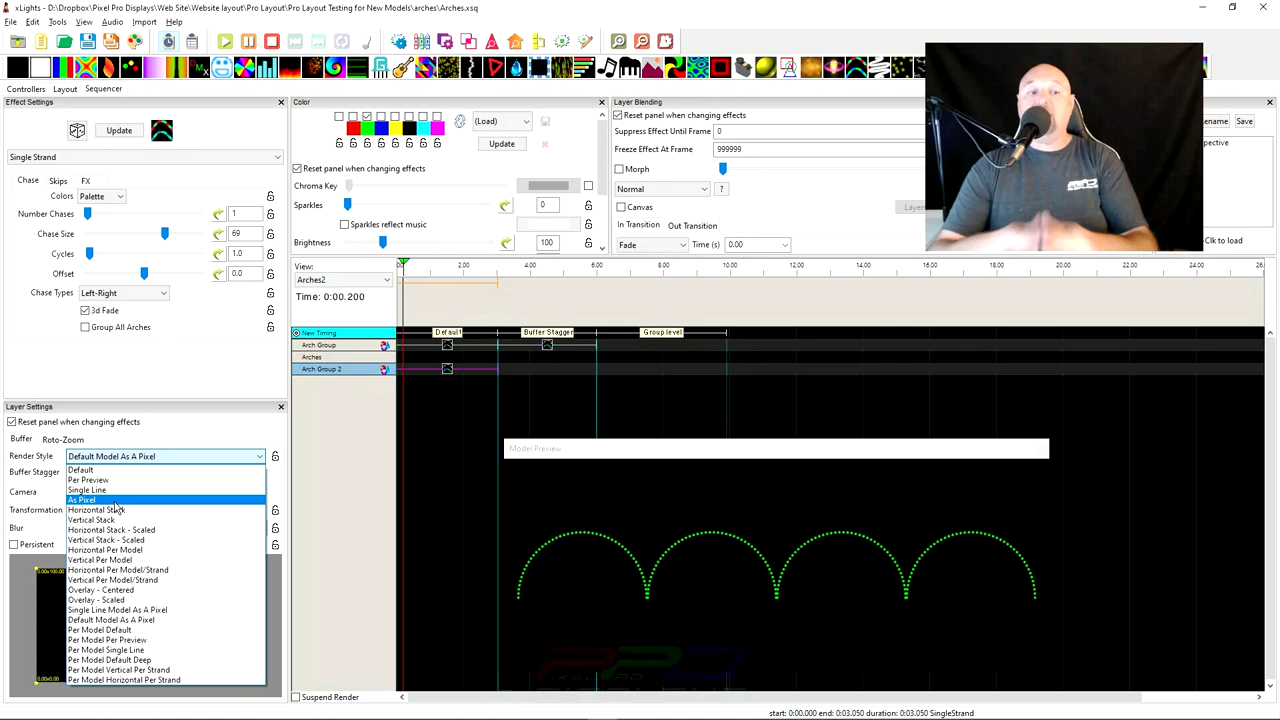 xLights - D:\Dropbox\Pixel Pro Displays\Web Site\Website layout\Pro Layout\Pro Layout Testing for New Models\arches\Arches.xsq
File Edit Tools View Audio Import Help
Controllers Layout Sequencer
Effect Settings
Update
Single Strand
Chase Skips FX
Colors Palette
Number Chases 1
Chase Size 69
Cycles 1.0
Offset 0.0
Chase Types Left-Right
3d Fade
Group All Arches
Color
(Load)
Update
Reset panel when changing effects
Chroma Key
Sparkles 0
Sparkles reflect music
Brightness 100
Layer Blending
Reset panel when changing effects
Suppress Effect Until Frame 0
Freeze Effect At Frame 999999
Morph
Normal ?
Canvas
In Transition Out Transition
Fade Time (s) 0.00
ename Save
pective
Clk to load
View:
Arches2
Time: 0:00.200
2.00 4.00 6.00 8.00 10.00 12.00 14.00 16.00 18.00 20.00 22.00 24.00 26
New Timing Default Buffer Stagger Group level
Arch Group
Arches
Arch Group 2
Model Preview
Layer Settings
Reset panel when changing effects
Buffer Roto-Zoom
Render Style Default Model As A Pixel
Buffer Stagger
Camera
Transformation
Blur
Persistent
Default
Per Preview
Single Line
As Pixel
Horizontal Stack
Vertical Stack
Horizontal Stack - Scaled
Vertical Stack - Scaled
Horizontal Per Model
Vertical Per Model
Horizontal Per Model/Strand
Vertical Per Model/Strand
Overlay - Centered
Overlay - Scaled
Single Line Model As A Pixel
Default Model As A Pixel
Per Model Default
Per Model Per Preview
Per Model Single Line
Per Model Default Deep
Per Model Vertical Per Strand
Per Model Horizontal Per Strand
Suspend Render
start: 0:00.000 end: 0:03.050 duration: 0:03.050 SingleStrand